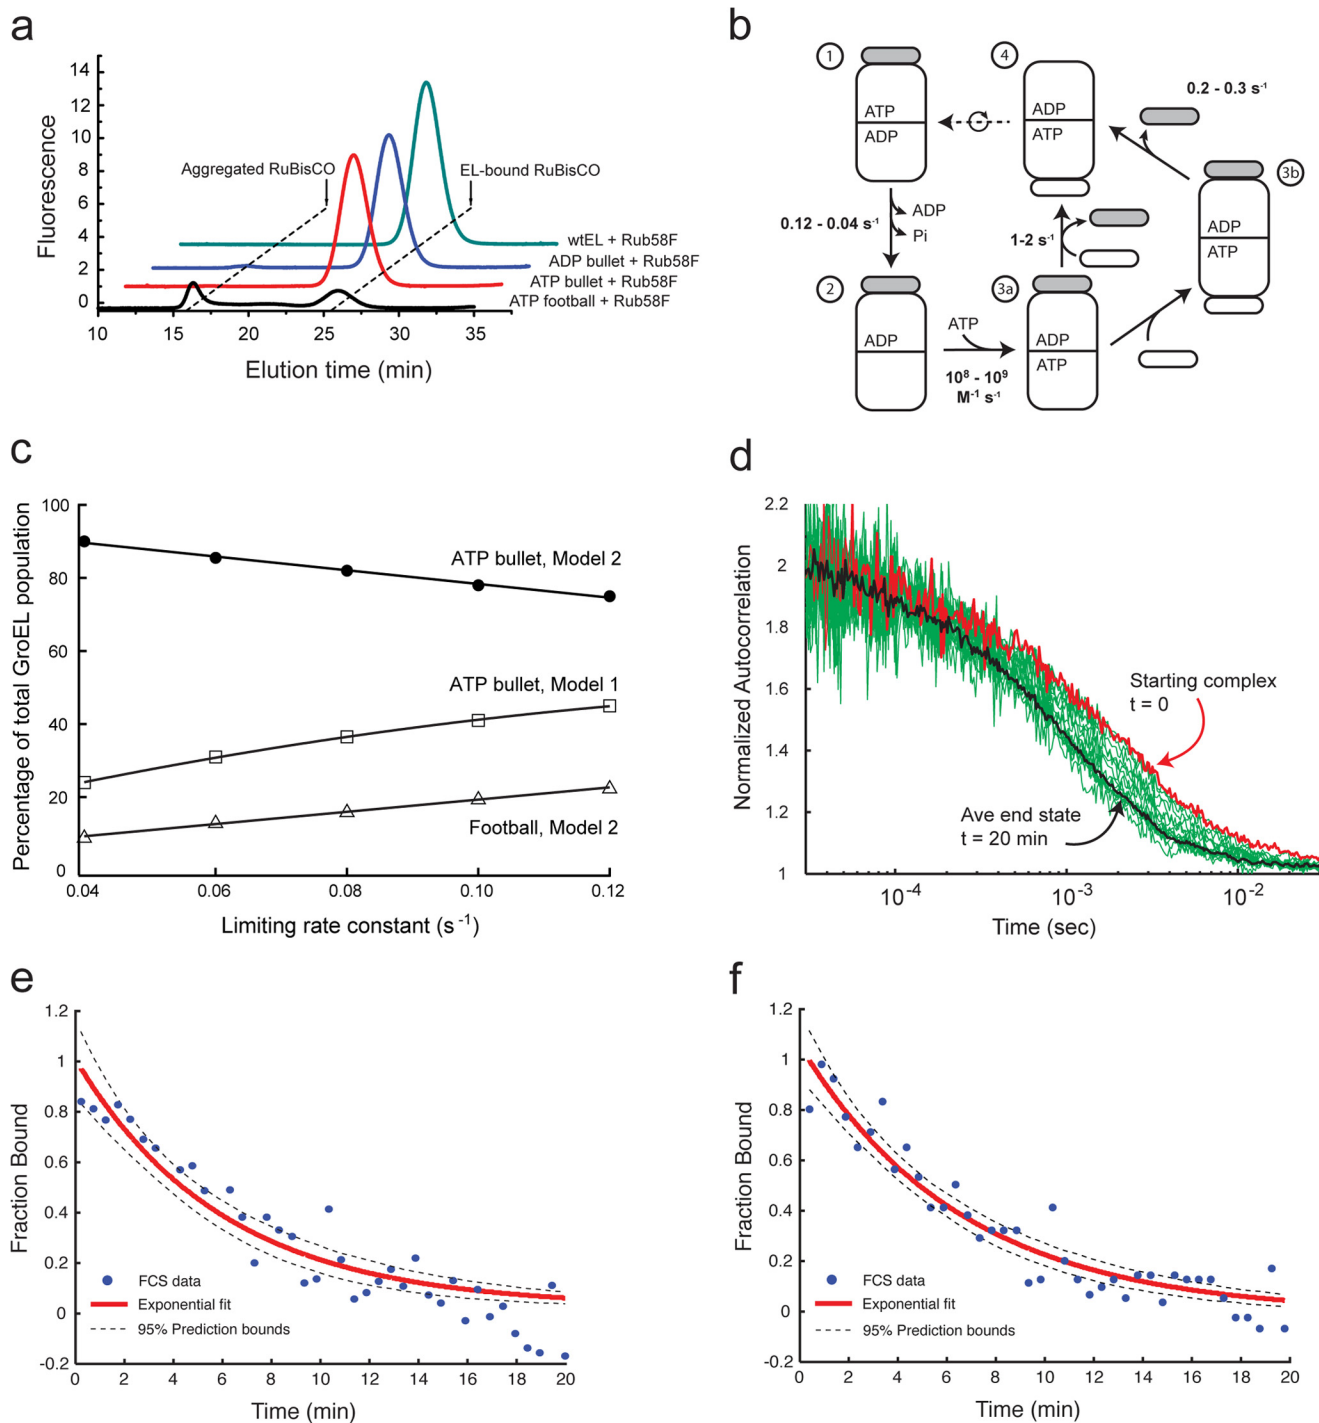 a
14
12
10
8
6
4
2
0
Fluorescence
Aggregated RuBisCO
EL-bound RuBisCO
wtEL + Rub58F
ADP bullet + Rub58F
ATP bullet + Rub58F
ATP football + Rub58F
10 15 20 25 30 35
Elution time (min)
b
1
ATP
ADP
4
ADP
ATP
0.2 - 0.3 s⁻¹
3b
ADP
ATP
0.12 - 0.04 s⁻¹
ADP
Pi
1-2 s⁻¹
2
ADP
ATP
10⁸ - 10⁹
M⁻¹ s⁻¹
3a
ADP
ATP
c
Percentage of total GroEL population
100
80
60
40
20
0
ATP bullet, Model 2
ATP bullet, Model 1
Football, Model 2
0.04 0.06 0.08 0.10 0.12
Limiting rate constant (s⁻¹)
d
Normalized Autocorrelation
2.2
2
1.8
1.6
1.4
1.2
1
Starting complex
t = 0
Ave end state
t = 20 min
10⁻⁴ 10⁻³ 10⁻²
Time (sec)
e
Fraction Bound
1.2
1
0.8
0.6
0.4
0.2
0
-0.2
FCS data
Exponential fit
95% Prediction bounds
0 2 4 6 8 10 12 14 16 18 20
Time (min)
f
Fraction Bound
1.2
1
0.8
0.6
0.4
0.2
0
-0.2
FCS data
Exponential fit
95% Prediction bounds
0 2 4 6 8 10 12 14 16 18 20
Time (min)